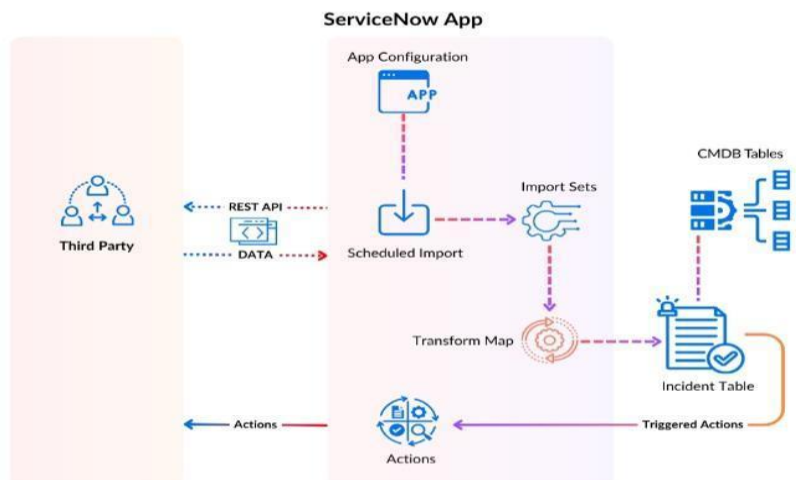 ServiceNow App
App Configuration
APP
CMDB Tables
Import Sets
REST API
Third Party
DATA
Scheduled Import
Transform Map
Incident Table
Actions
Triggered Actions
Actions